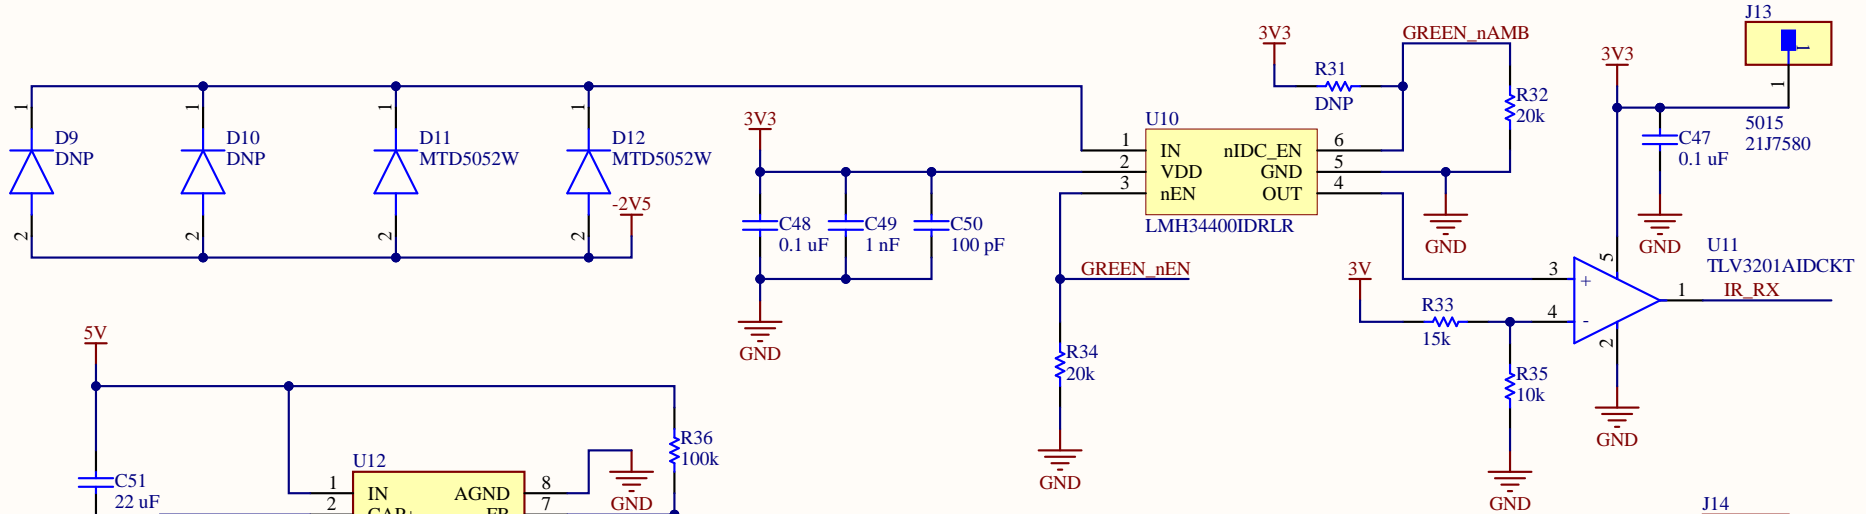 J13
1
1
3V3
GREEN_nAMB
R31
DNP
R32
20k
3V3
C47
0.1 uF
5015
21J7580
GND
1
D9
DNP
2
1
D10
DNP
2
1
D11
MTD5052W
2
1
D12
MTD5052W
2
-2V5
3V3
C48
0.1 uF
C49
1 nF
C50
100 pF
GND
U10
1
IN
nIDC_EN
6
2
VDD
GND
5
3
nEN
OUT
4
LMH34400IDRLR
GND
GREEN_nEN
R34
20k
GND
3V
R33
15k
R35
10k
GND
U11
TLV3201AIDCKT
5
3
+
4
-
1
IR_RX
2
GND
5V
C51
22 uF
U12
1
IN
AGND
8
2
7
GND
R36
100k
J14